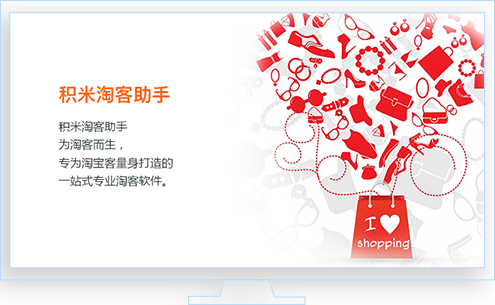 积米淘客助手
积米淘客助手
为淘客而生，
专为淘宝客量身打造的
一站式专业淘客软件。
I
shopping